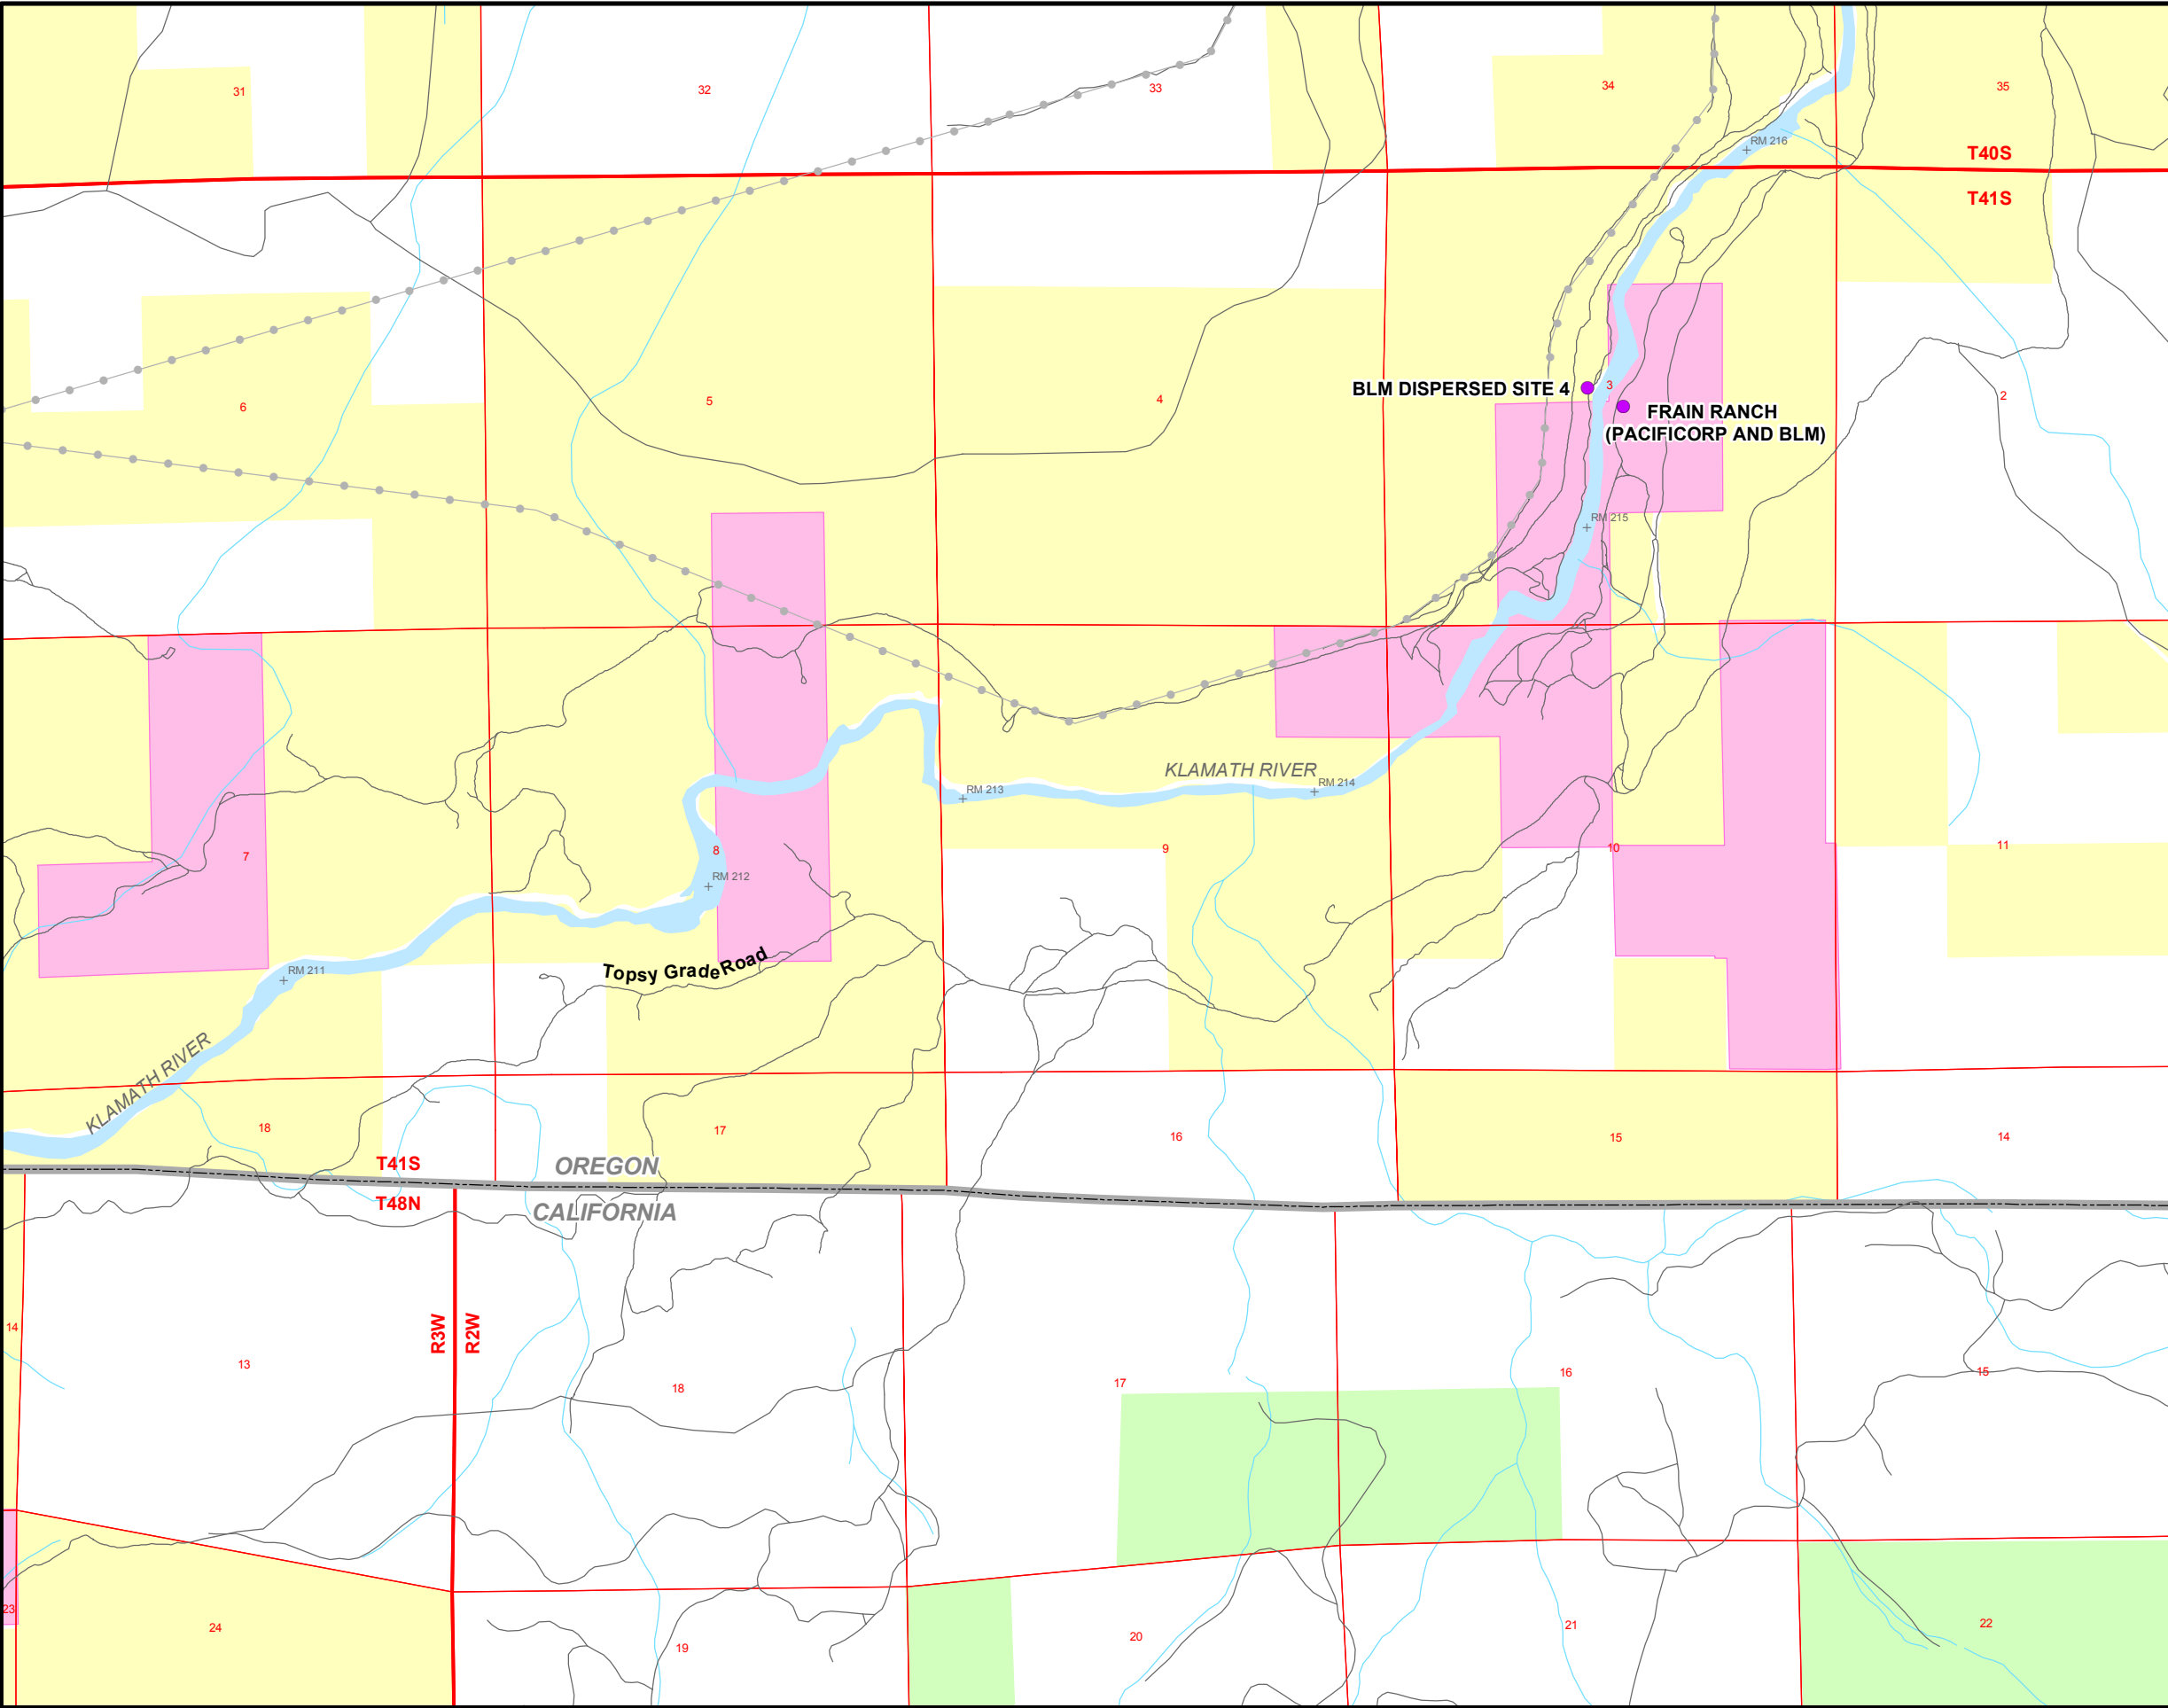 31
32
33
34
35
RM 216
T40S
T41S
6
5
4
BLM DISPERSED SITE 4
3
FRAIN RANCH
(PACIFICORP AND BLM)
2
RM 215
KLAMATH RIVER
RM 214
RM 213
7
8
9
10
11
RM 212
Topsy Grade Road
RM 211
KLAMATH RIVER
18
17
16
15
14
T41S
OREGON
T48N
CALIFORNIA
14
13
R3W
R2W
18
17
16
15
23
24
19
20
21
22